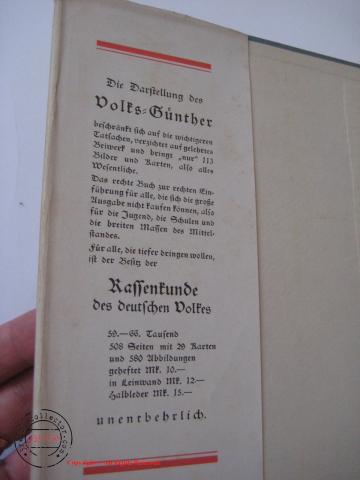 Die Darstellung des
Volks-Günther
beschränkt sich auf die wichtigeren
Tatsachen, verzichtet auf gelehrtes
Beiwerk und bringt „nur“ 113
Bilder und Karten, also alles
Wesentliche.
Das rechte Buch zur rechten Ein-
führung für alle, die sich die große
Ausgabe nicht kaufen können, also
für die Jugend, die Schulen und
die breiten Massen des Mittel-
standes.
Für alle, die tiefer dringen wollen,
ist der Besitz der
Rassenkunde
des deutschen Volkes
59.—66. Tausend
508 Seiten mit 29 Karten
und 580 Abbildungen
geheftet Mk. 10.—
in Leinwand Mk. 12—
Halbleder Mk. 15.—
unentbehrlich.